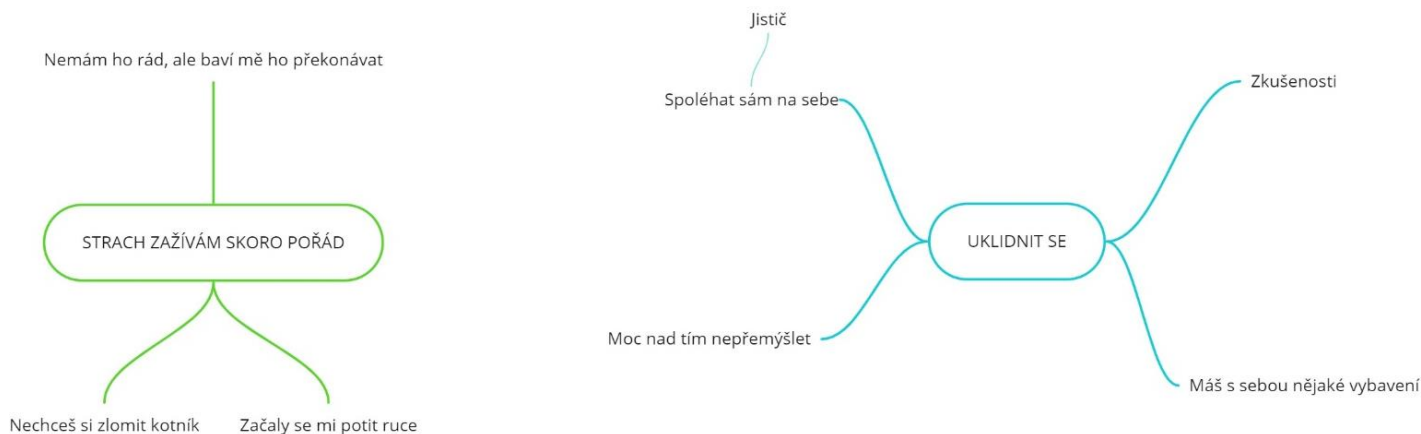 Nemám ho rád, ale baví mě ho překonávat
STRACH ZAŽÍVÁM SKORO POŘÁD
Nechceš si zlomit kotník
Začaly se mi potit ruce
Jistič
Spoléhat sám na sebe
Zkušenosti
UKLIDNIT SE
Moc nad tím nepřemýšlet
Máš s sebou nějaké vybavení